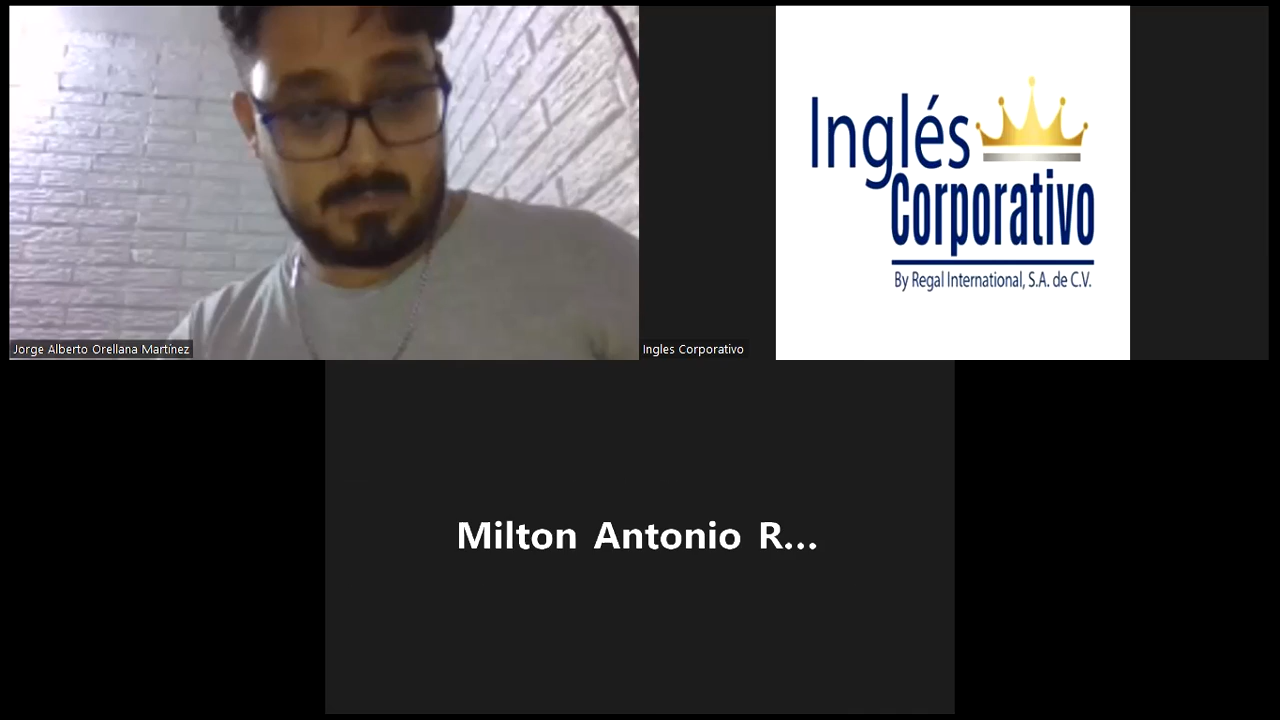 Inglés
Corporativo
By Regal International, S.A. de C.V.
Jorge Alberto Orellana Martínez
Ingles Corporativo
Milton Antonio R...